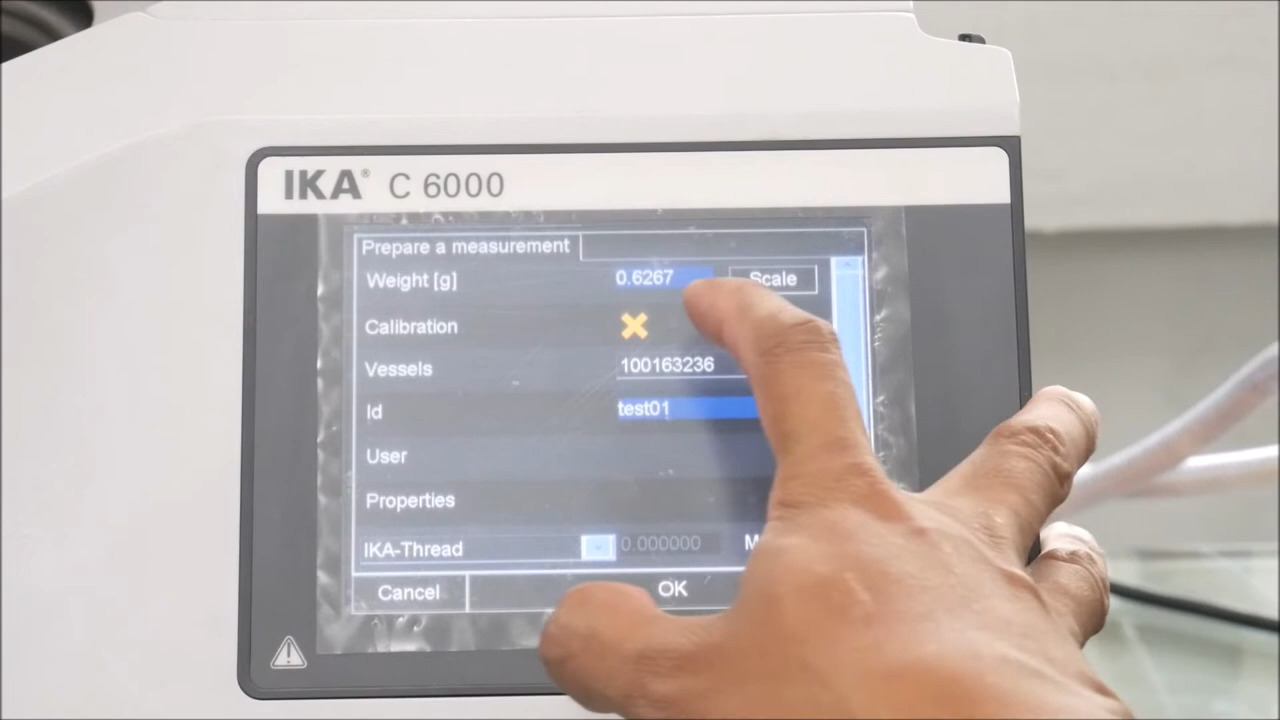 IKA® C 6000
Prepare a measurement
Weight [g] 0.6267 Scale
Calibration
Vessels 100163236
Id test01
User
Properties
IKA-Thread 0.000000
Cancel OK